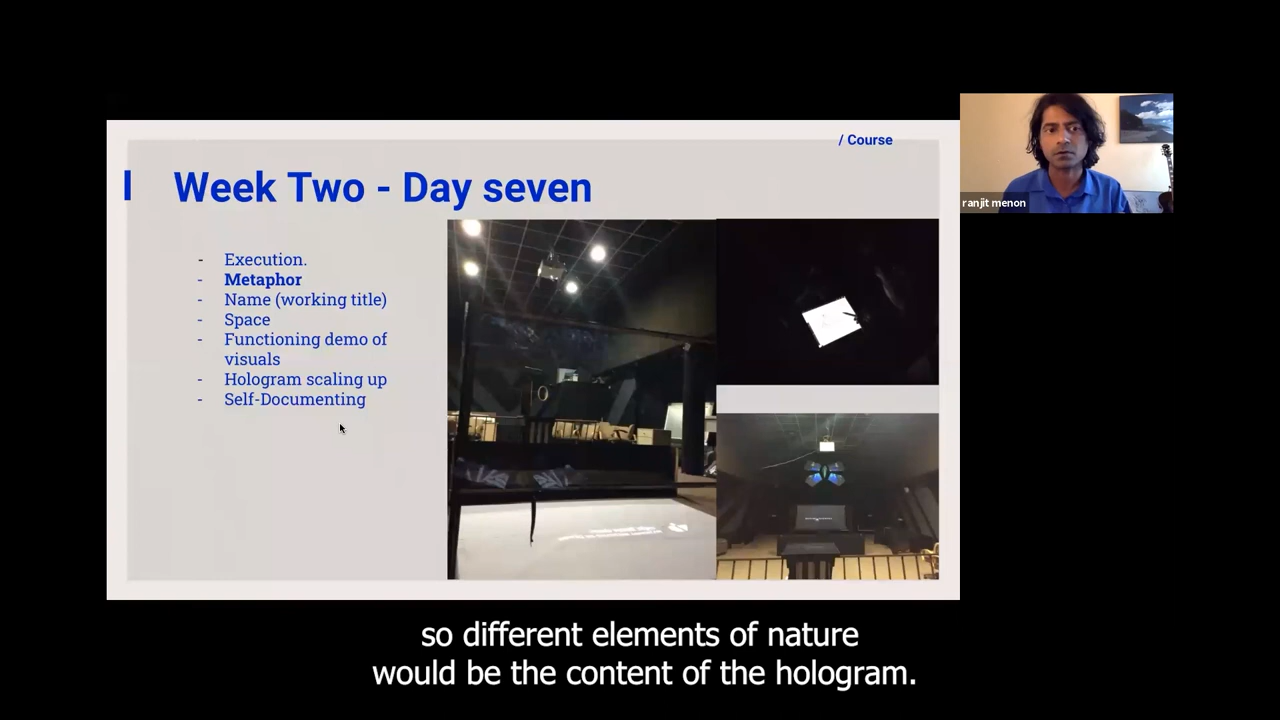 / Course
Week Two - Day seven
- Execution.
- Metaphor
- Name (working title)
- Space
- Functioning demo of
visuals
- Hologram scaling up
- Self-Documenting
ranjit menon
so different elements of nature
would be the content of the hologram.